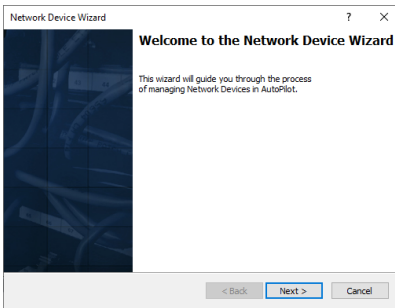 Network Device Wizard
?
Welcome to the Network Device Wizard
This wizard will guide you through the process
of managing Network Devices in AutoPilot.
< Back Next > Cancel